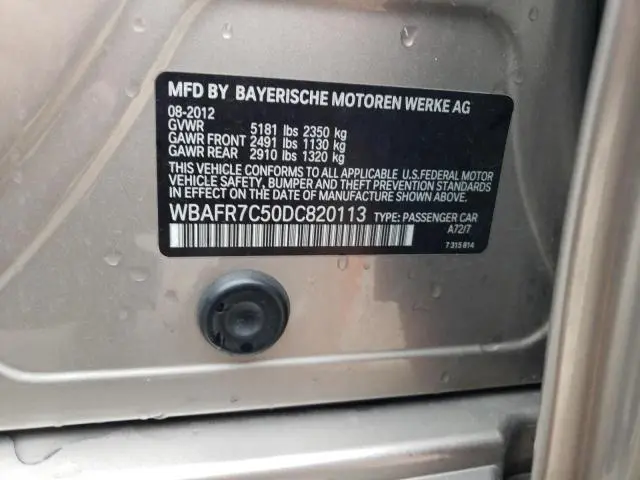 MFD BY BAYERISCHE MOTOREN WERKE AG
08-2012
GVWR 5181 lbs 2350 kg
GAWR FRONT 2491 lbs 1130 kg
GAWR REAR 2910 lbs 1320 kg
THIS VEHICLE CONFORMS TO ALL APPLICABLE U.S.FEDERAL MOTOR
VEHICLE SAFETY, BUMPER AND THEFT PREVENTION STANDARDS
IN EFFECT ON THE DATE OF MANUFACTURE SHOWN ABOVE.
WBAFR7C50DC820113 TYPE: PASSENGER CAR
A72/7
7 315 814